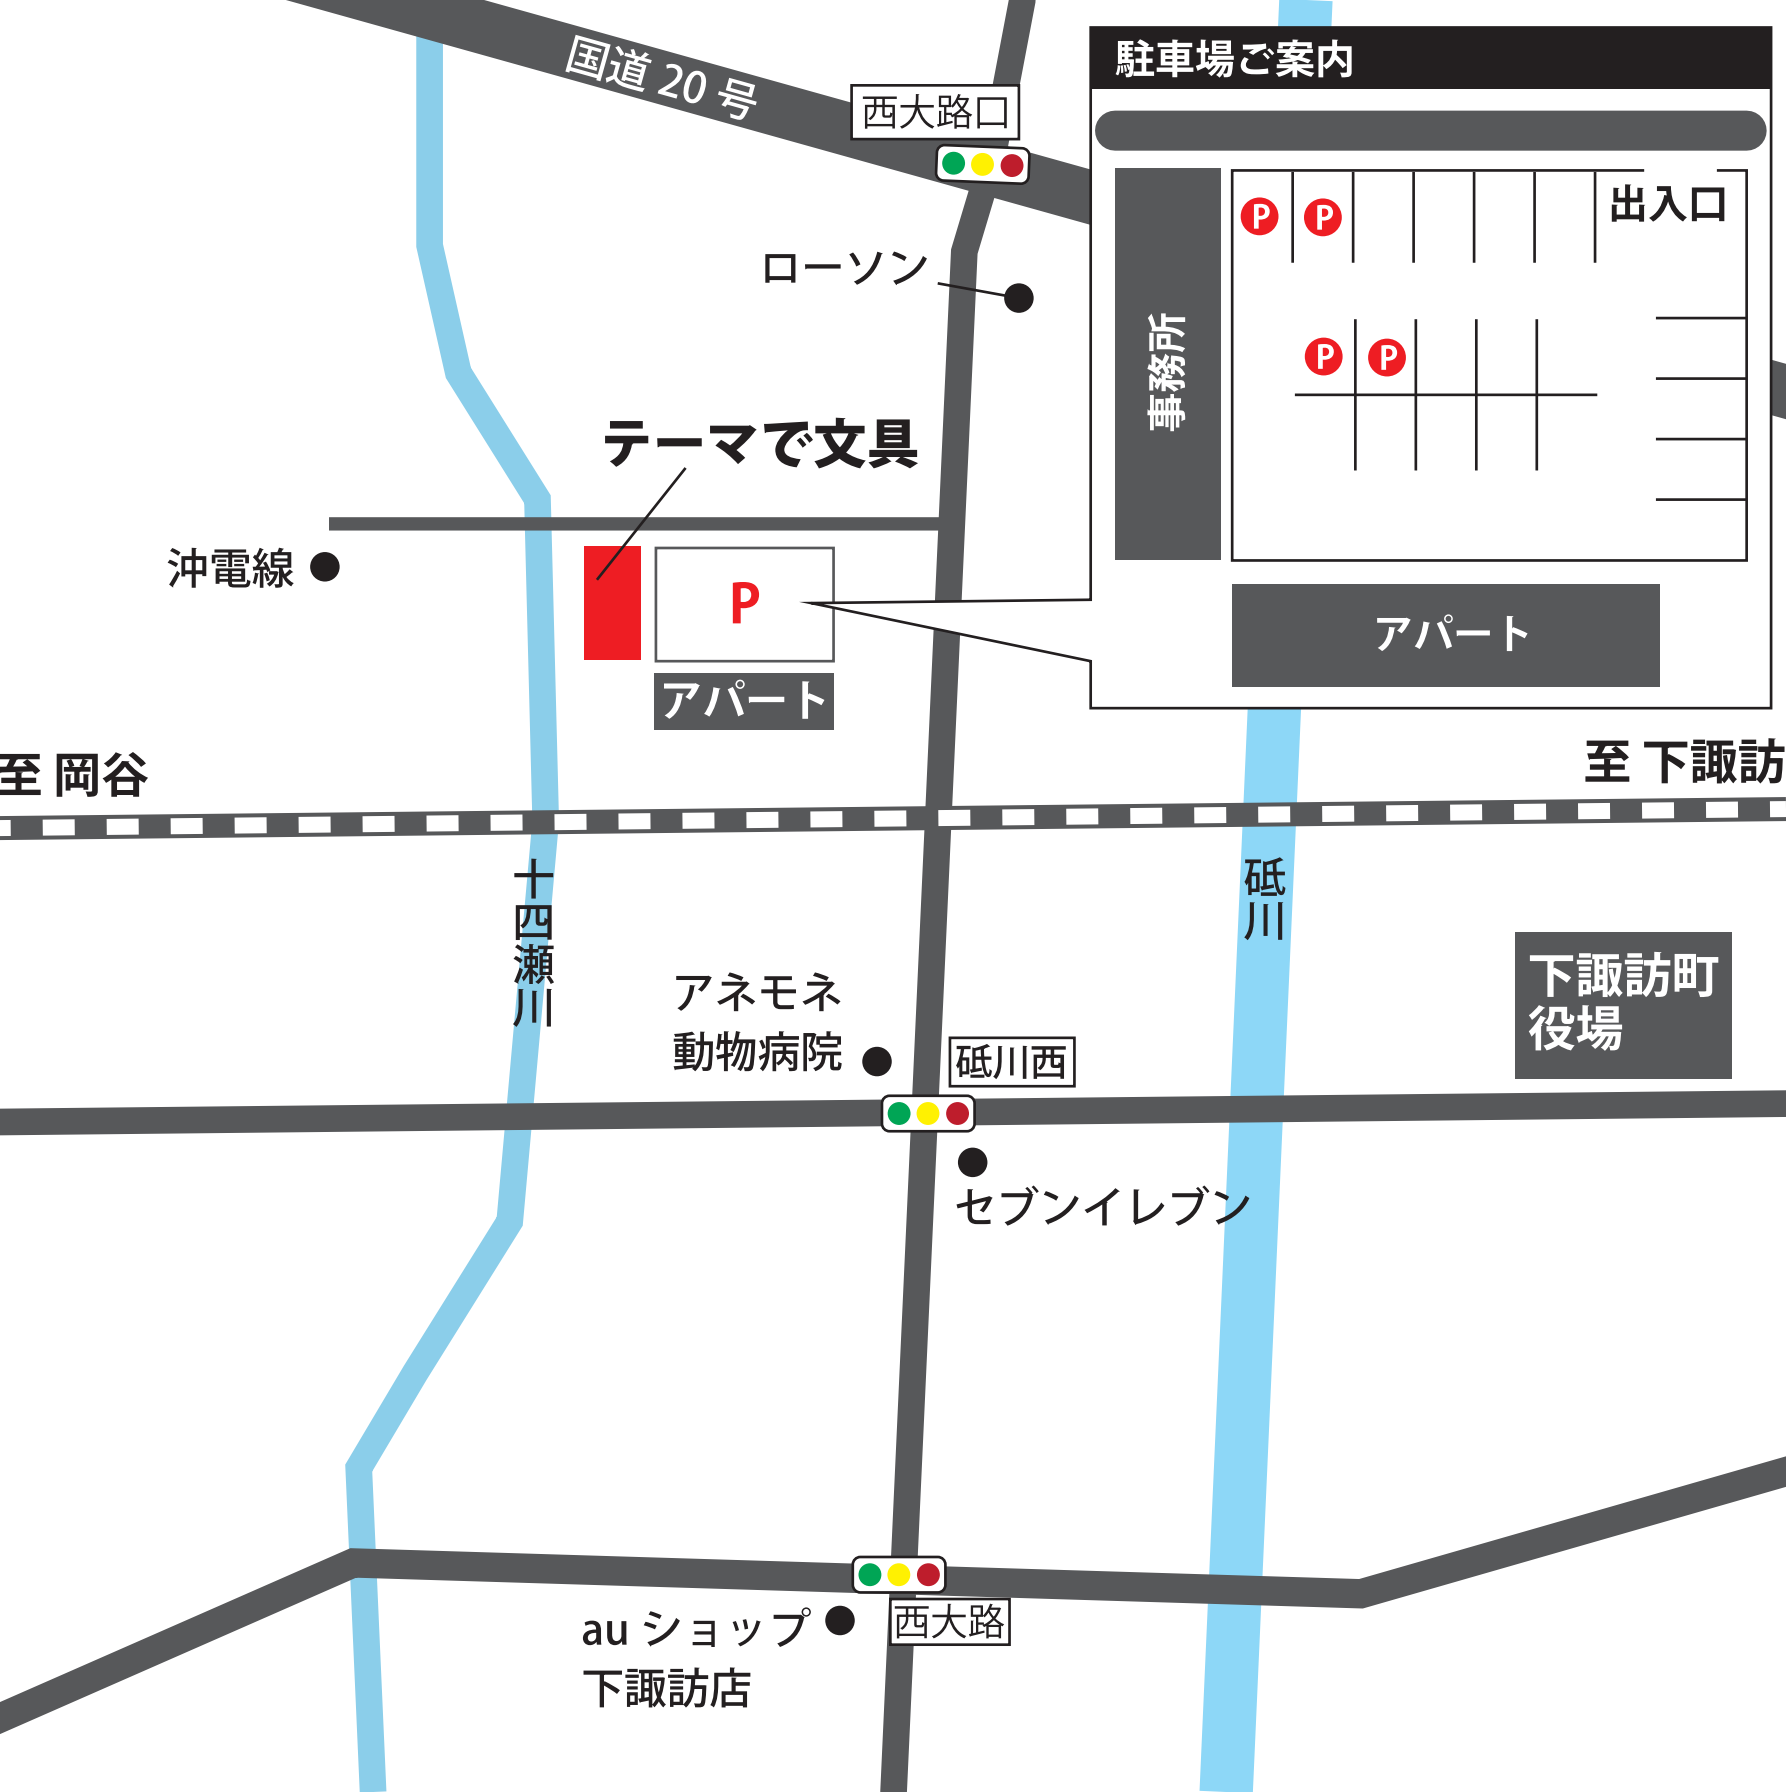 国道 20 号
西大路口
駐車場ご案内
出入口
P
P
P
P
事務所
アパート
ローソン
テーマで文具
沖電線
P
アパート
至 岡谷
至 下諏訪
十四瀬川
砥川
アネモネ
動物病院
砥川西
下諏訪町
役場
セブンイレブン
au ショップ
下諏訪店
西大路